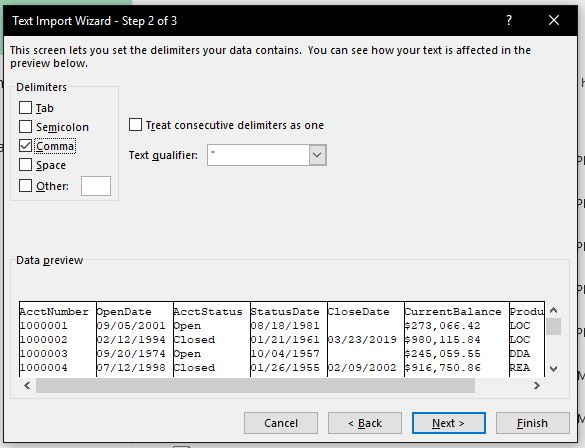 Text Import Wizard - Step 2 of 3 ? ×
This screen lets you set the delimiters your data contains. You can see how your text is affected in the
preview below.
Delimiters
Tab
Semicolon
Comma
Space
Other:
Treat consecutive delimiters as one
Text qualifier: "
Data preview
AcctNumber OpenDate AcctStatus StatusDate CloseDate CurrentBalance Produ
1000001 09/05/2001 Open 08/18/1981 $273,066.42 LOC
1000002 02/12/1994 Closed 01/21/1961 03/23/2019 $980,115.84 LOC
1000003 09/20/1974 Open 10/04/1957 $245,059.55 DDA
1000004 07/12/1998 Closed 01/26/1955 02/09/2002 $916,750.86 REA
Cancel < Back Next > Finish